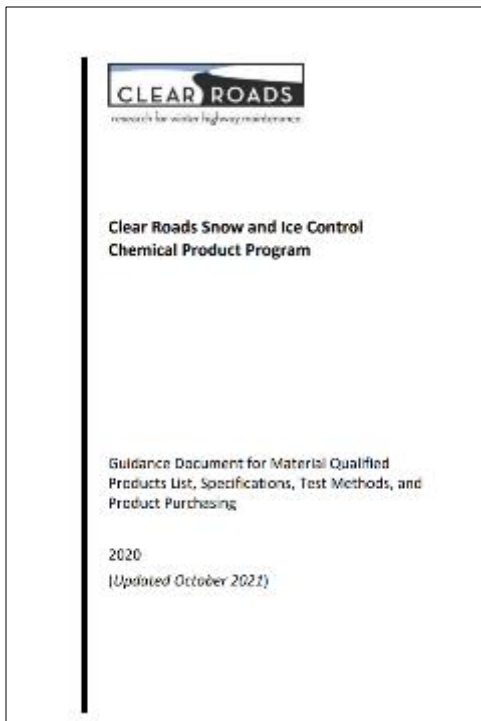 CLEAR ROADS
research for winter highway maintenance
Clear Roads Snow and Ice Control
Chemical Product Program
Guidance Document for Material Qualified
Products List, Specifications, Test Methods, and
Product Purchasing
2020
(Updated October 2021)